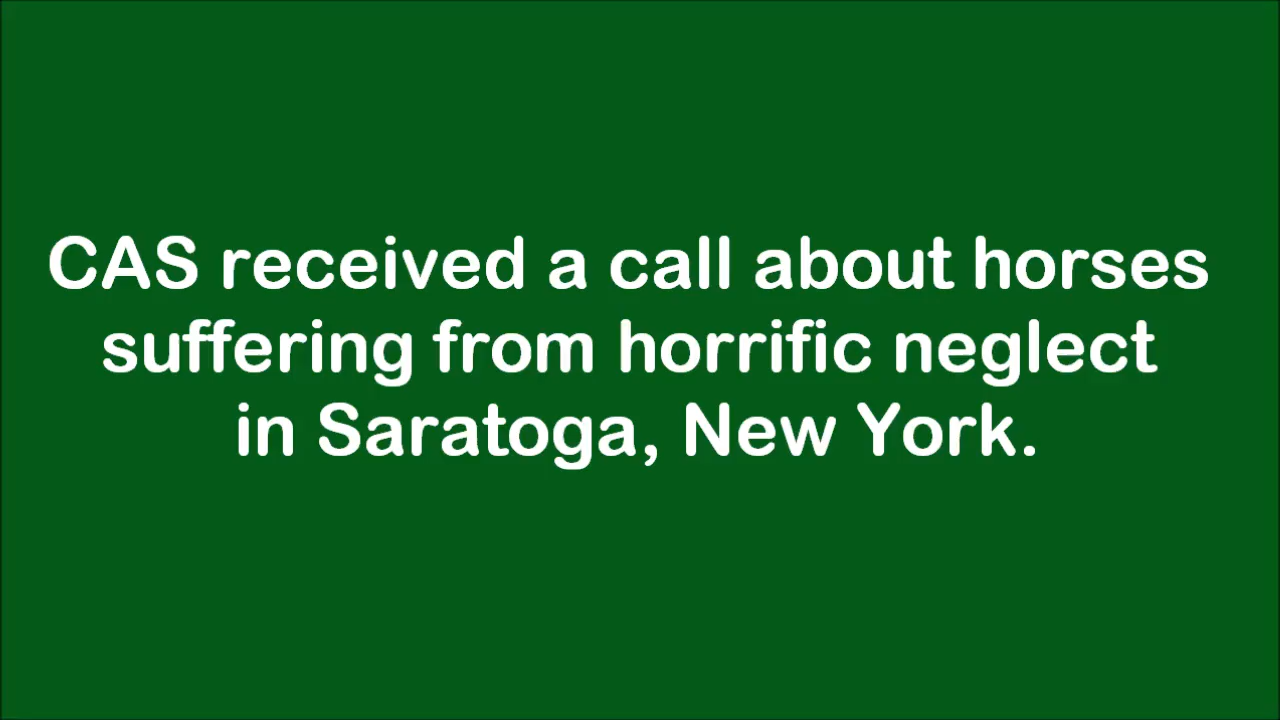 CAS received a call about horses
suffering from horrific neglect
in Saratoga, New York.